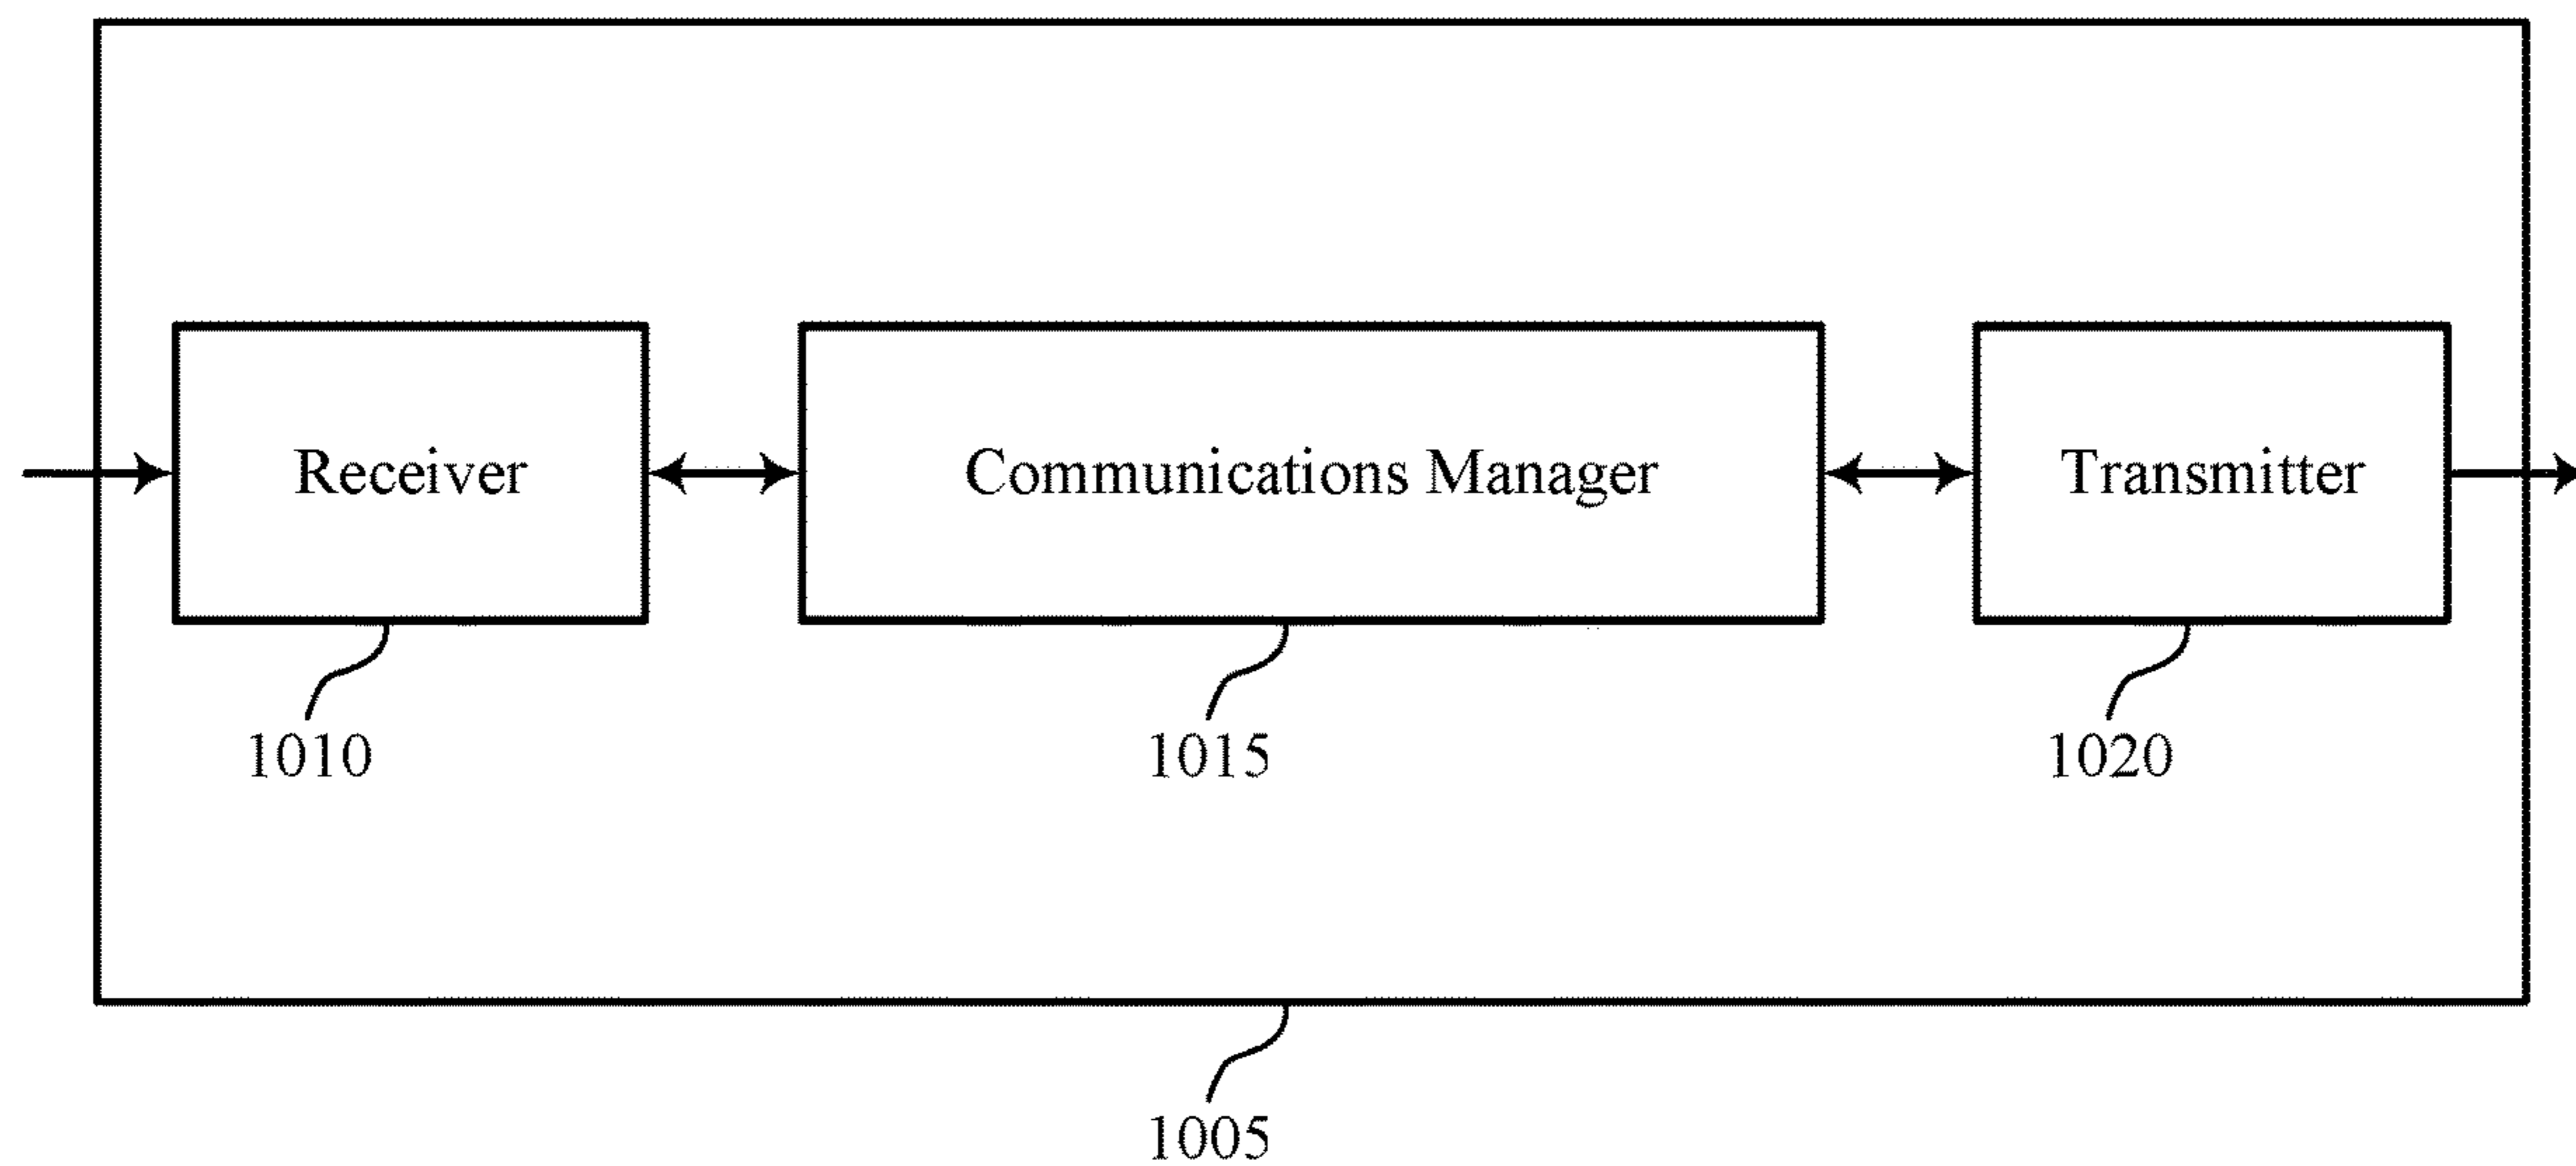 Receiver
Communications Manager
Transmitter
1010
1015
1020
1005